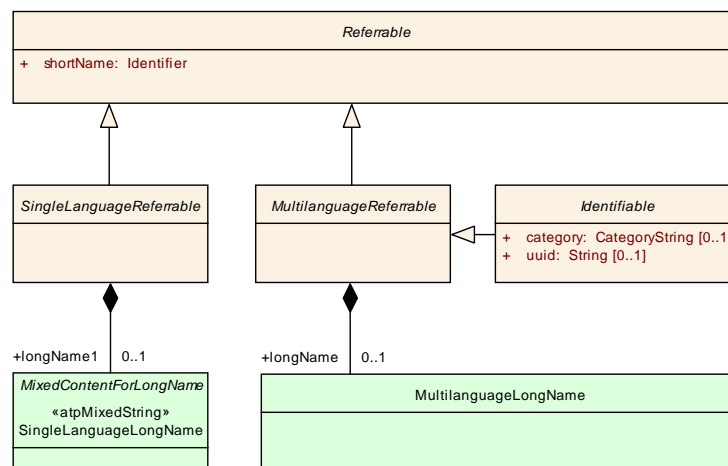 Referrable
+ shortName: Identifier
SingleLanguageReferrable
MultilanguageReferrable
Identifiable
+ category: CategoryString [0..1
+ uuid: String [0..1]
+longName1 0..1
+longName 0..1
MixedContentForLongName
«atpMixedString»
SingleLanguageLongName
MultilanguageLongName